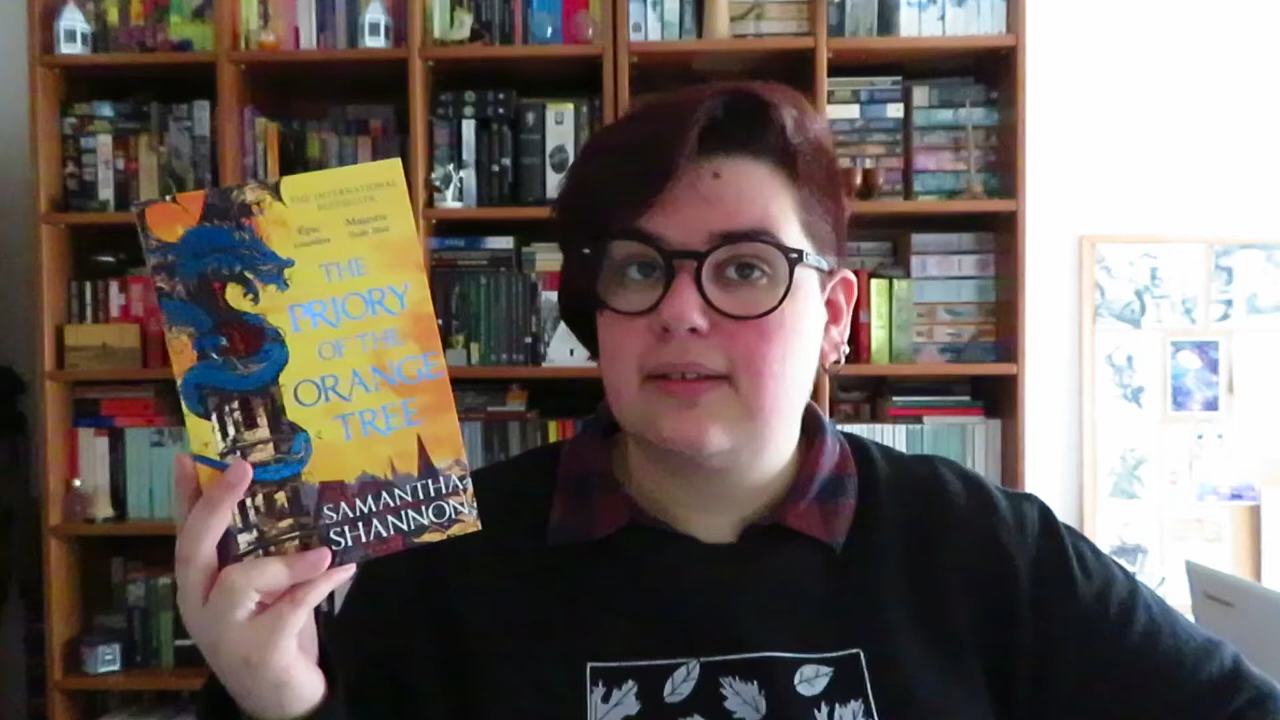 THE INTERNATIONAL
BESTSELLER
Epic
Majestic
THE
PRIORY
OF THE
ORANGE
TREE
SAMANTHA
SHANNON